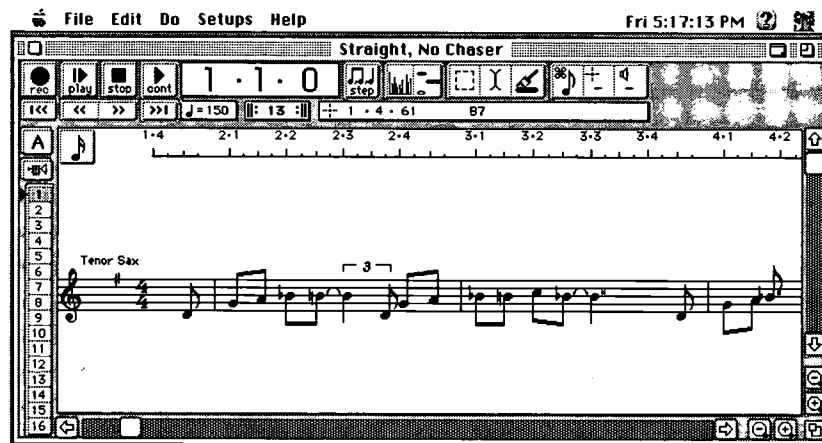 File Edit Do Setups Help Fri 5:17:13 PM ?
Straight, No Chaser
1 · 1 · 0
rec play stop cont step
♩=150 13 1 · 4 · 61 B7
A 1·4 2·1 2·2 2·3 2·4 3·1 3·2 3·3 3·4 4·1 4·2
1
2
3
4
5
Tenor Sax
6
3
7
4
8
4
9
10
11
12
13
14
15
16